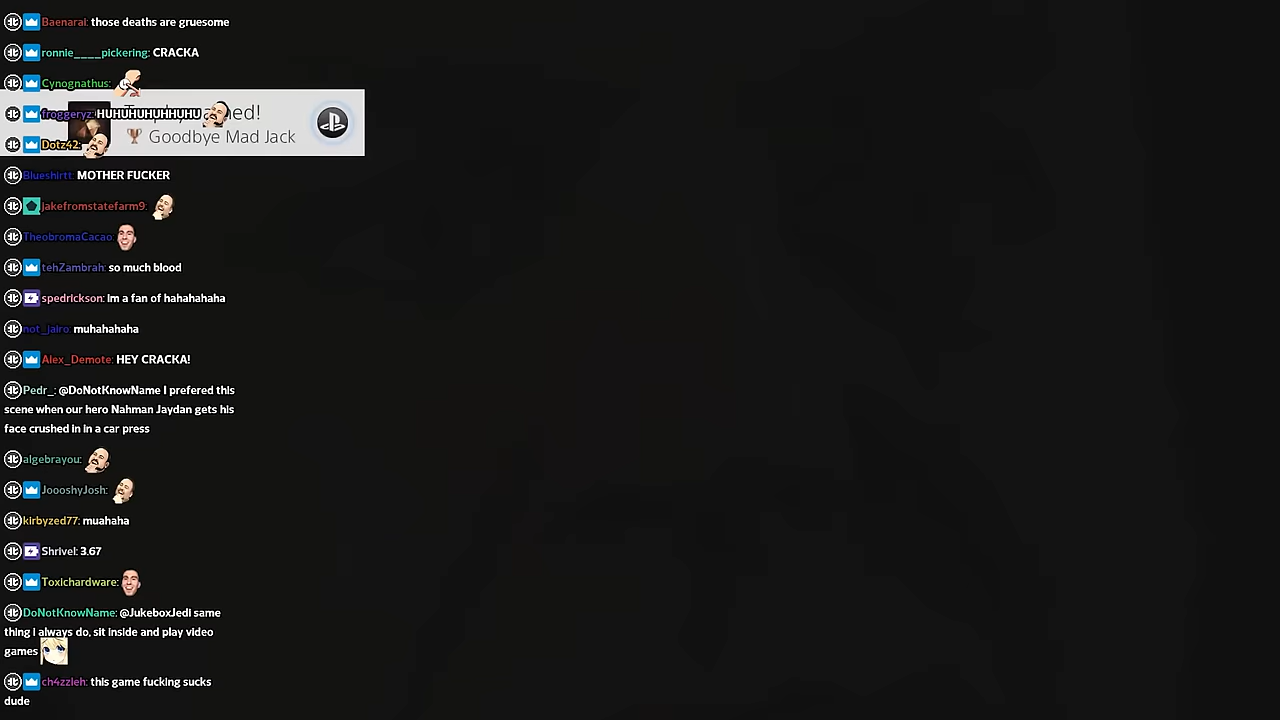 Baenaral: those deaths are gruesome
ronnie____pickering: CRACKA
Cynognathus:
froggeryz: HUHUHUHUHHUHU
Goodbye Mad Jack
Dotz42:
Blueshirtt: MOTHER FUCKER
jakefromstatefarm9:
TheobromaCacao:
tehZambrah: so much blood
spedrickson: im a fan of hahahahaha
not_jairo: muhahahaha
Alex_Demote: HEY CRACKA!
Pedr_: @DoNotKnowName I prefered this
scene when our hero Nahman Jaydan gets his
face crushed in in a car press
algebrayou:
JoooshyJosh:
kirbyzed77: muahaha
Shrivel: 3.67
Toxichardware:
DoNotKnowName: @JukeboxJedi same
thing i always do, sit inside and play video
games
ch4zzieh: this game fucking sucks
dude